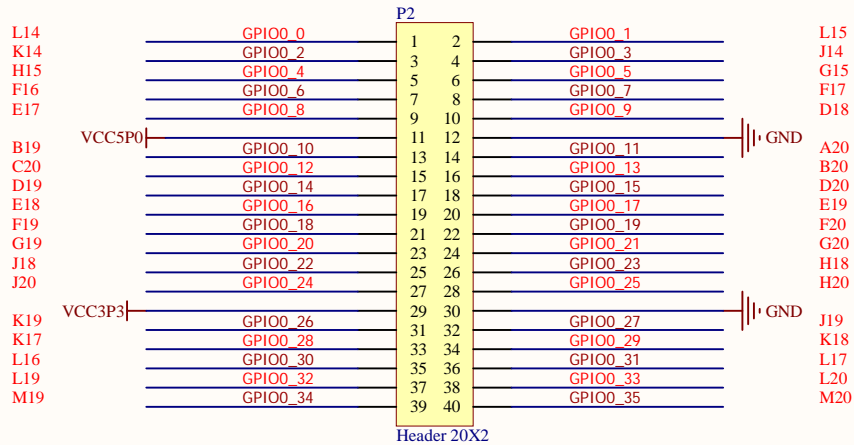 P2
L14 GPIO0_0 1 2 GPIO0_1 L15
K14 GPIO0_2 3 4 GPIO0_3 J14
H15 GPIO0_4 5 6 GPIO0_5 G15
F16 GPIO0_6 7 8 GPIO0_7 F17
E17 GPIO0_8 9 10 GPIO0_9 D18
VCC5P0 11 12 GND
B19 GPIO0_10 13 14 GPIO0_11 A20
C20 GPIO0_12 15 16 GPIO0_13 B20
D19 GPIO0_14 17 18 GPIO0_15 D20
E18 GPIO0_16 19 20 GPIO0_17 E19
F19 GPIO0_18 21 22 GPIO0_19 F20
G19 GPIO0_20 23 24 GPIO0_21 G20
J18 GPIO0_22 25 26 GPIO0_23 H18
J20 GPIO0_24 27 28 GPIO0_25 H20
VCC3P3 29 30 GND
K19 GPIO0_26 31 32 GPIO0_27 J19
K17 GPIO0_28 33 34 GPIO0_29 K18
L16 GPIO0_30 35 36 GPIO0_31 L17
L19 GPIO0_32 37 38 GPIO0_33 L20
M19 GPIO0_34 39 40 GPIO0_35 M20
Header 20X2